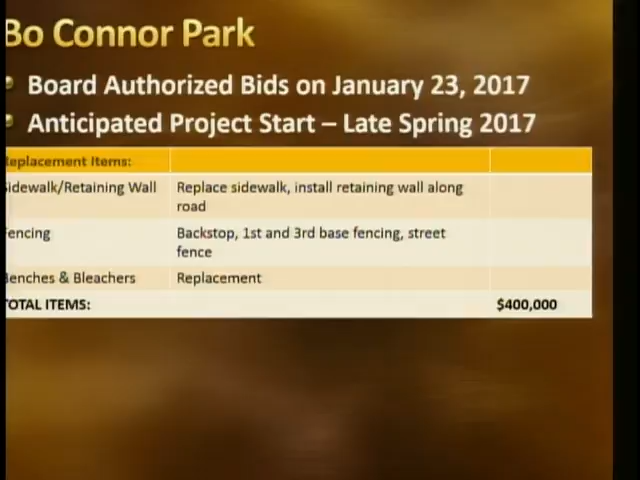 Bo Connor Park
Board Authorized Bids on January 23, 2017
Anticipated Project Start – Late Spring 2017
eplacement Items:
idewalk/Retaining Wall Replace sidewalk, install retaining wall along
road
encing Backstop, 1st and 3rd base fencing, street
fence
Benches & Bleachers Replacement
TOTAL ITEMS: $400,000